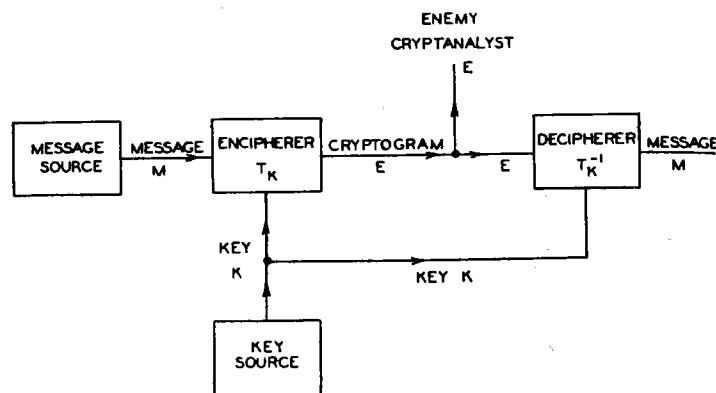 ENEMY
CRYPTANALYST
E
MESSAGE
SOURCE
MESSAGE
M
ENCIPHERER
T_K
CRYPTOGRAM
E
E
DECIPHERER
T_K^-1
MESSAGE
M
KEY
K
KEY K
KEY
SOURCE